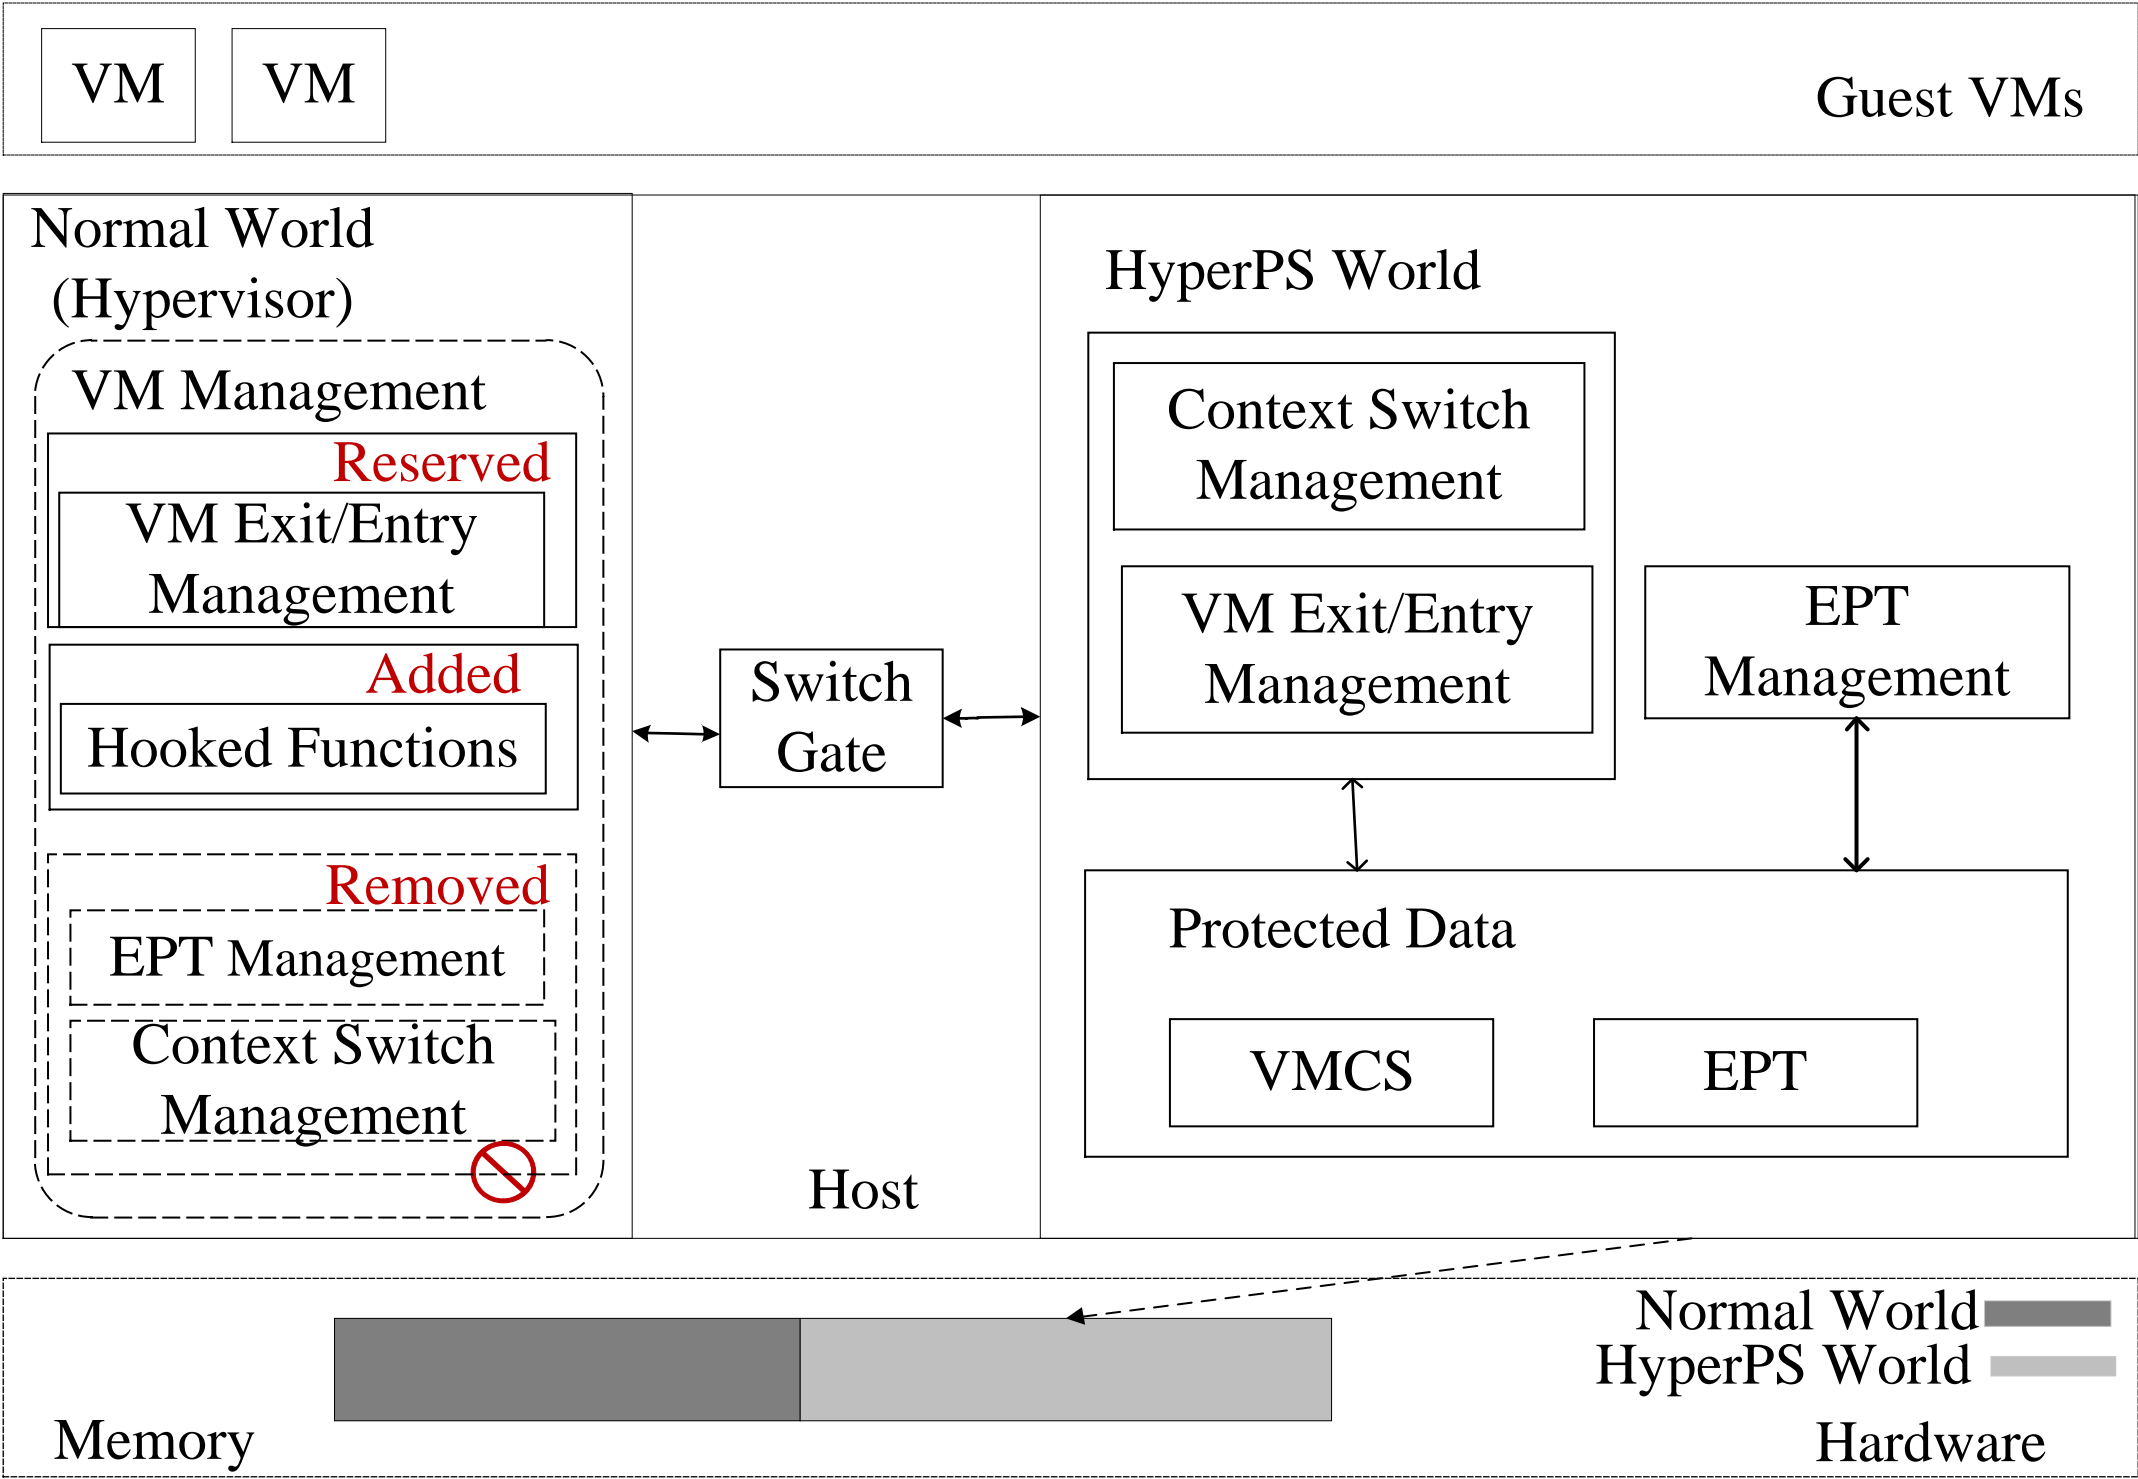 VM
VM
Guest VMs
Normal World
(Hypervisor)
VM Management
Reserved
VM Exit/Entry
Management
Added
Hooked Functions
Removed
EPT Management
Context Switch
Management
Switch
Gate
Host
HyperPS World
Context Switch
Management
VM Exit/Entry
Management
EPT
Management
Protected Data
VMCS
EPT
Normal World
HyperPS World
Memory
Hardware